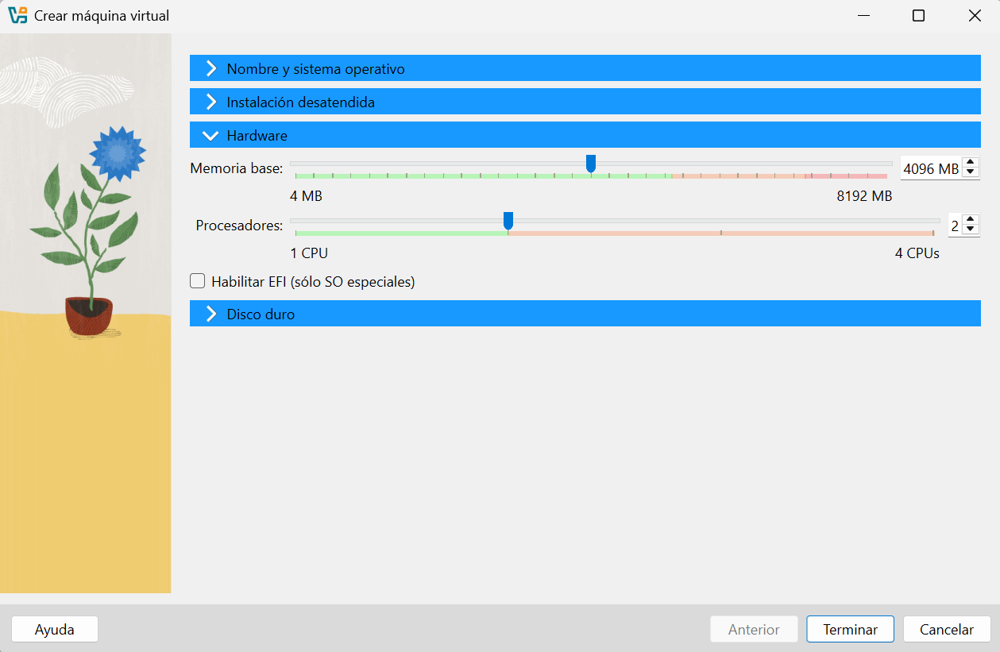 Crear máquina virtual
Nombre y sistema operativo
Instalación desatendida
Hardware
Memoria base: 4096 MB
4 MB 8192 MB
Procesadores: 2
1 CPU 4 CPUs
Habilitar EFI (sólo SO especiales)
Disco duro
Ayuda Anterior Terminar Cancelar